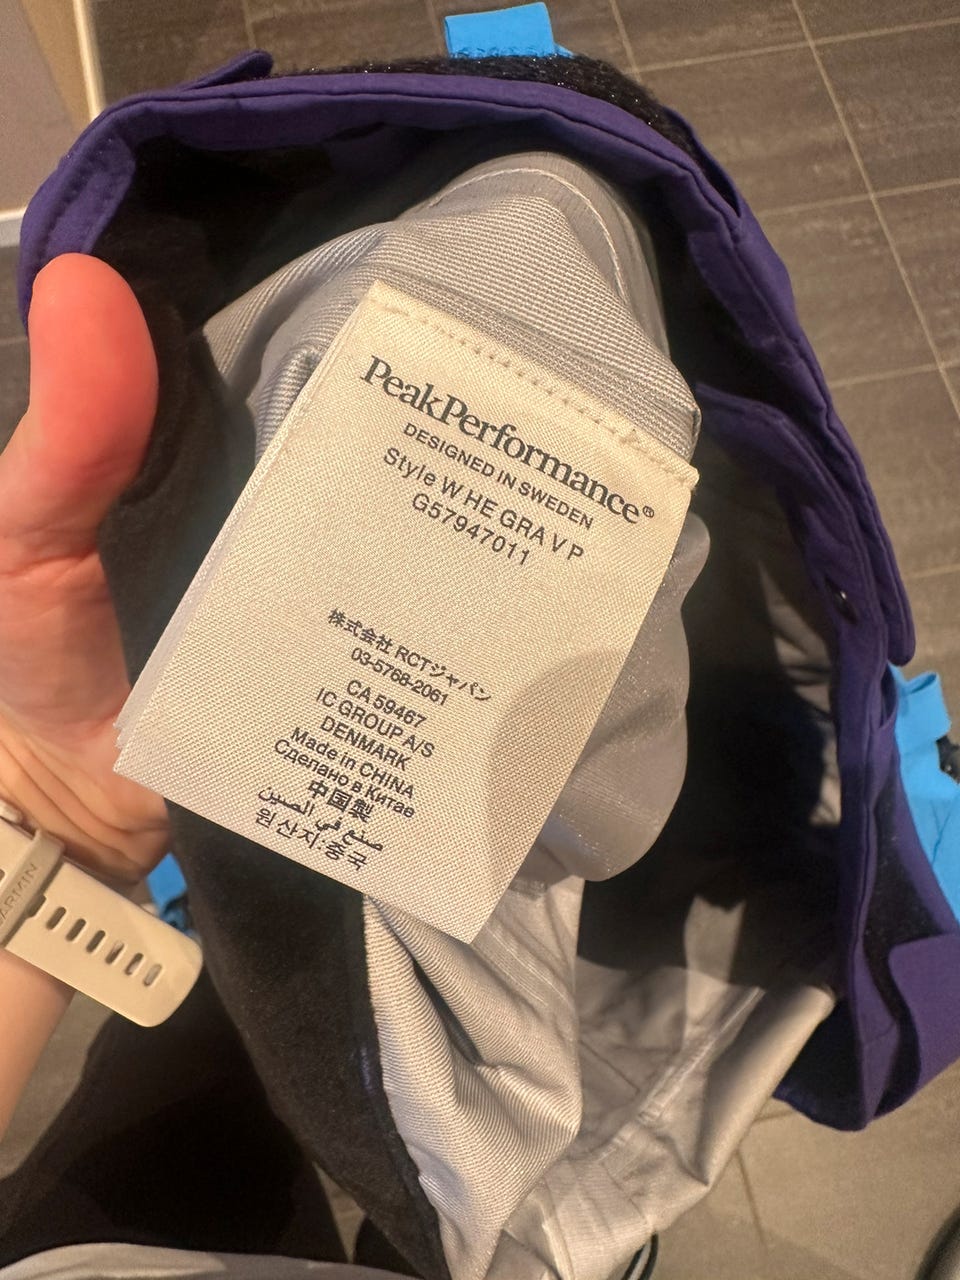 PeakPerformance®
DESIGNED IN SWEDEN
Style W HE GRA V P
G57947011
株式会社 RCTジャパン
03-5768-2061
CA 59467
IC GROUP A/S
DENMARK
Made in CHINA
Сделано в Китае
中国製
صنع في الصين
원산지:중국
GARMIN